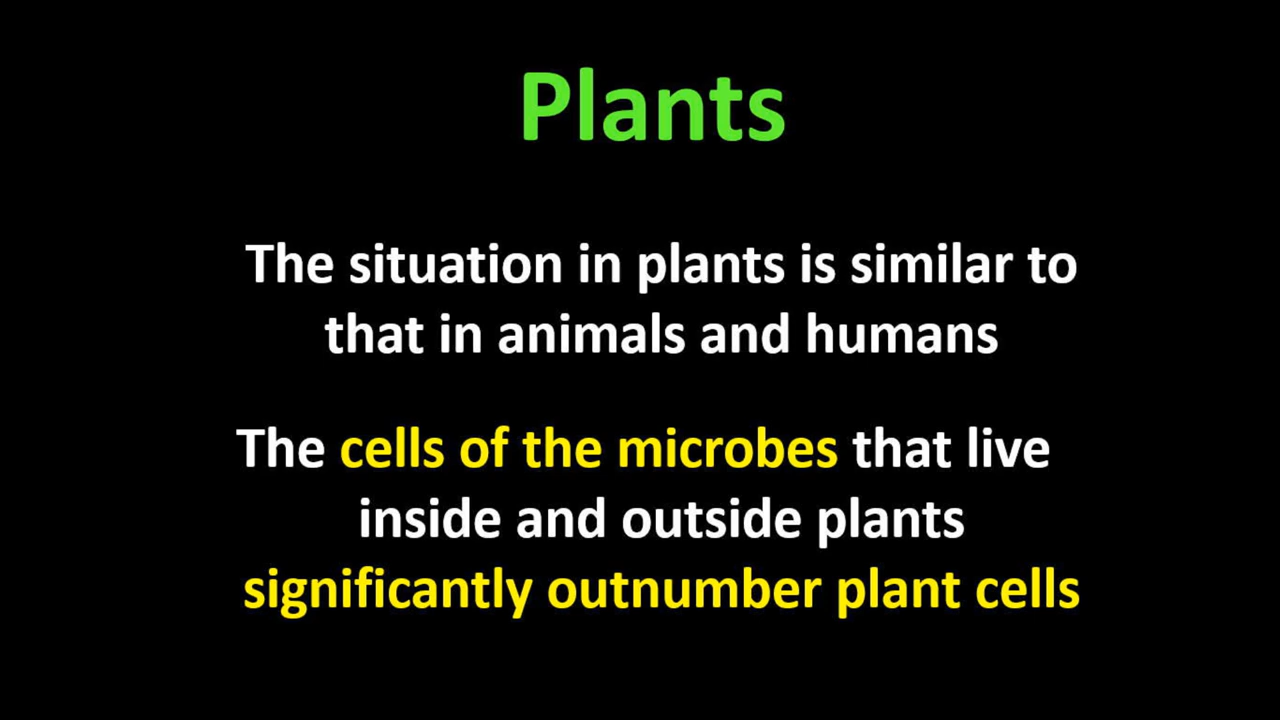 Plants
The situation in plants is similar to
that in animals and humans
The cells of the microbes that live
inside and outside plants
significantly outnumber plant cells